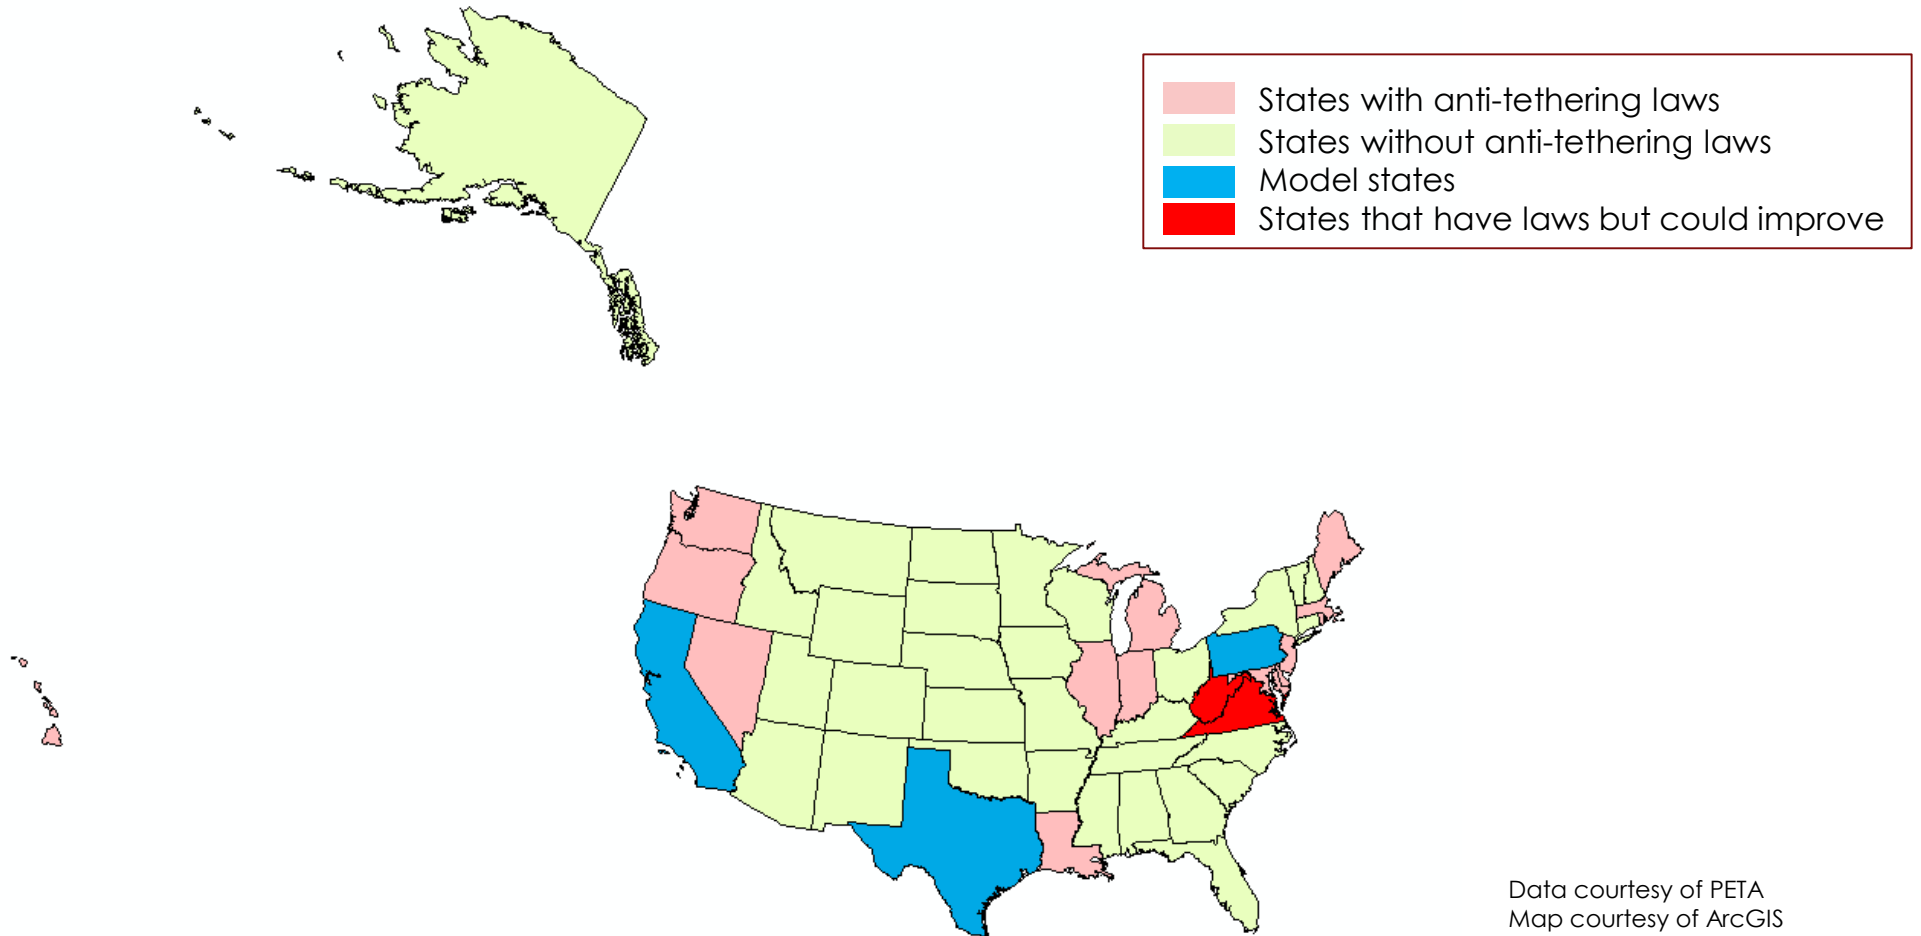 States with anti-tethering laws
States without anti-tethering laws
Model states
States that have laws but could improve
Data courtesy of PETA
Map courtesy of ArcGIS